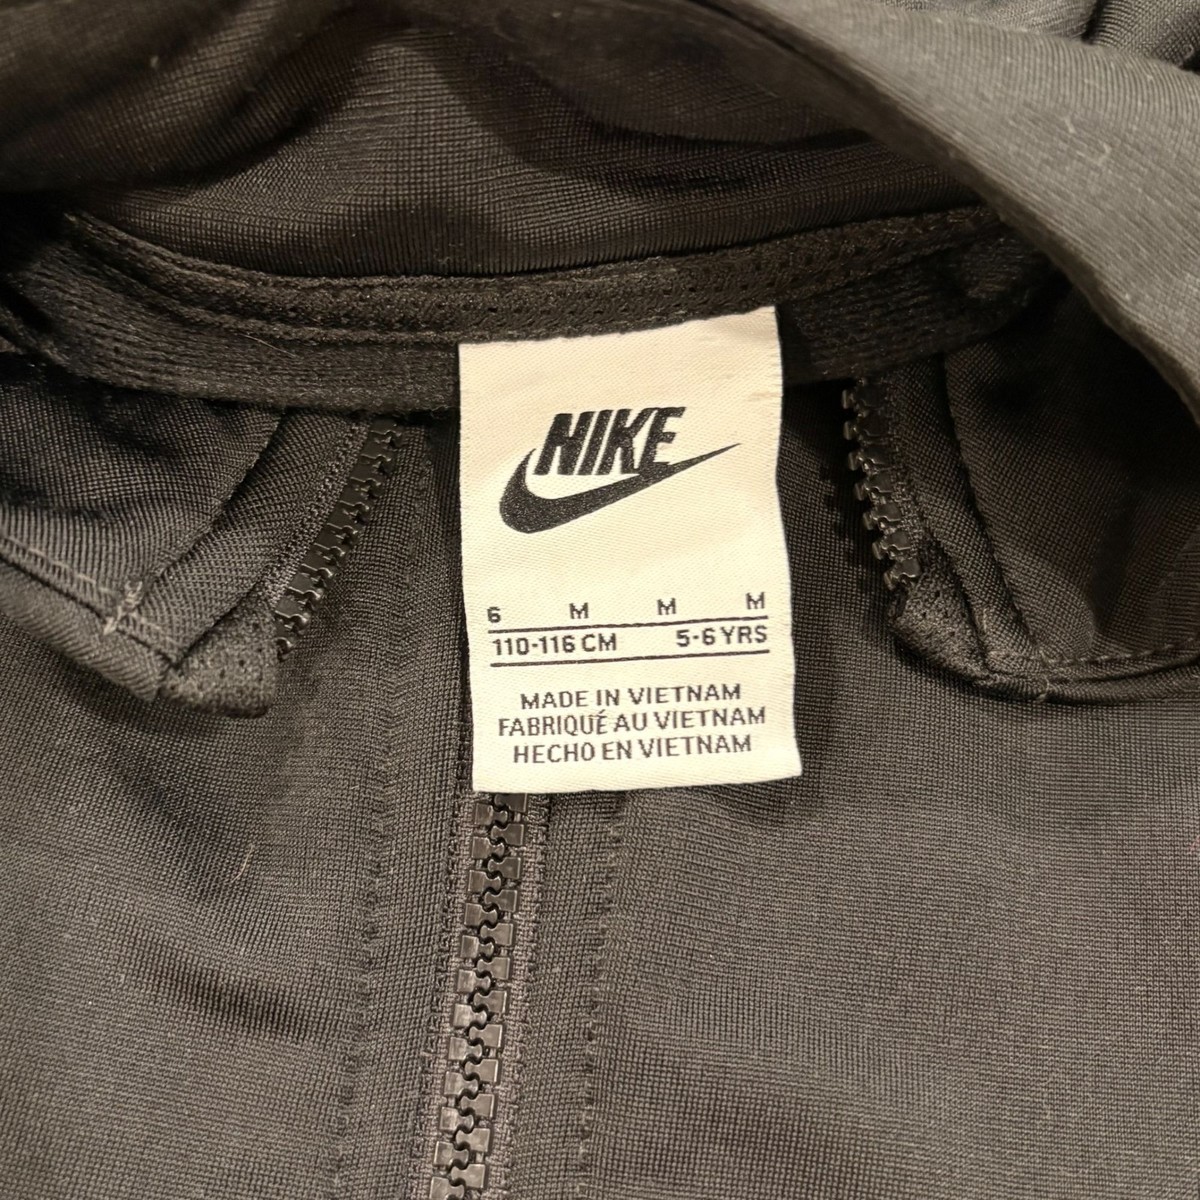 NIKE
6 M M M
110-116 CM 5-6 YRS
MADE IN VIETNAM
FABRIQUÉ AU VIETNAM
HECHO EN VIETNAM